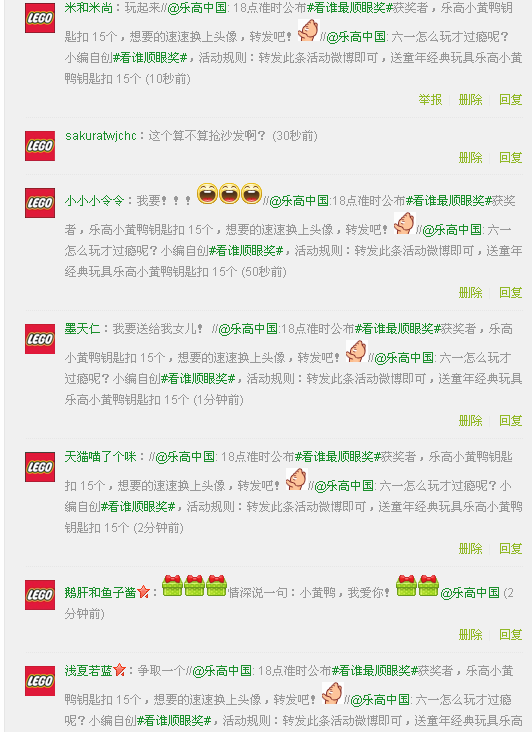 LEGO
米和米尚：玩起来//@乐高中国: 18点准时公布#看谁最顺眼奖#获奖者，乐高小黄鸭钥
匙扣 15个，想要的速速换上头像，转发吧！//@乐高中国: 六一怎么玩才过瘾呢？
小编自创#看谁顺眼奖#，活动规则：转发此条活动微博即可，送童年经典玩具乐高小黄
鸭钥匙扣 15个 (10秒前)
举报 删除 回复
LEGO
sakuratwjchc：这个算不算抢沙发啊？ (30秒前)
删除 回复
LEGO
小小小令令：我要！！！//@乐高中国:18点准时公布#看谁最顺眼奖#获奖
者，乐高小黄鸭钥匙扣 15个，想要的速速换上头像，转发吧！//@乐高中国: 六一
怎么玩才过瘾呢？小编自创#看谁顺眼奖#，活动规则：转发此条活动微博即可，送童年
经典玩具乐高小黄鸭钥匙扣 15个 (50秒前)
删除 回复
LEGO
墨天仁：我要送给我女儿！ //@乐高中国:18点准时公布#看谁最顺眼奖#获奖者，乐高
小黄鸭钥匙扣 15个，想要的速速换上头像，转发吧！//@乐高中国: 六一怎么玩才
过瘾呢？小编自创#看谁顺眼奖#，活动规则：转发此条活动微博即可，送童年经典玩具
乐高小黄鸭钥匙扣 15个 (1分钟前)
删除 回复
LEGO
天猫喵了个咪：//@乐高中国: 18点准时公布#看谁最顺眼奖#获奖者，乐高小黄鸭钥匙
扣 15个，想要的速速换上头像，转发吧！//@乐高中国: 六一怎么玩才过瘾呢？小
编自创#看谁顺眼奖#，活动规则：转发此条活动微博即可，送童年经典玩具乐高小黄鸭
钥匙扣 15个 (2分钟前)
删除 回复
LEGO
鹅肝和鱼子酱：情深说一句：小黄鸭，我爱你！@乐高中国 (2
分钟前)
删除 回复
LEGO
浅夏若蓝：争取一个//@乐高中国: 18点准时公布#看谁最顺眼奖#获奖者，乐高小黄
鸭钥匙扣 15个，想要的速速换上头像，转发吧！//@乐高中国: 六一怎么玩才过瘾
呢？小编自创#看谁顺眼奖#，活动规则：转发此条活动微博即可，送童年经典玩具乐高